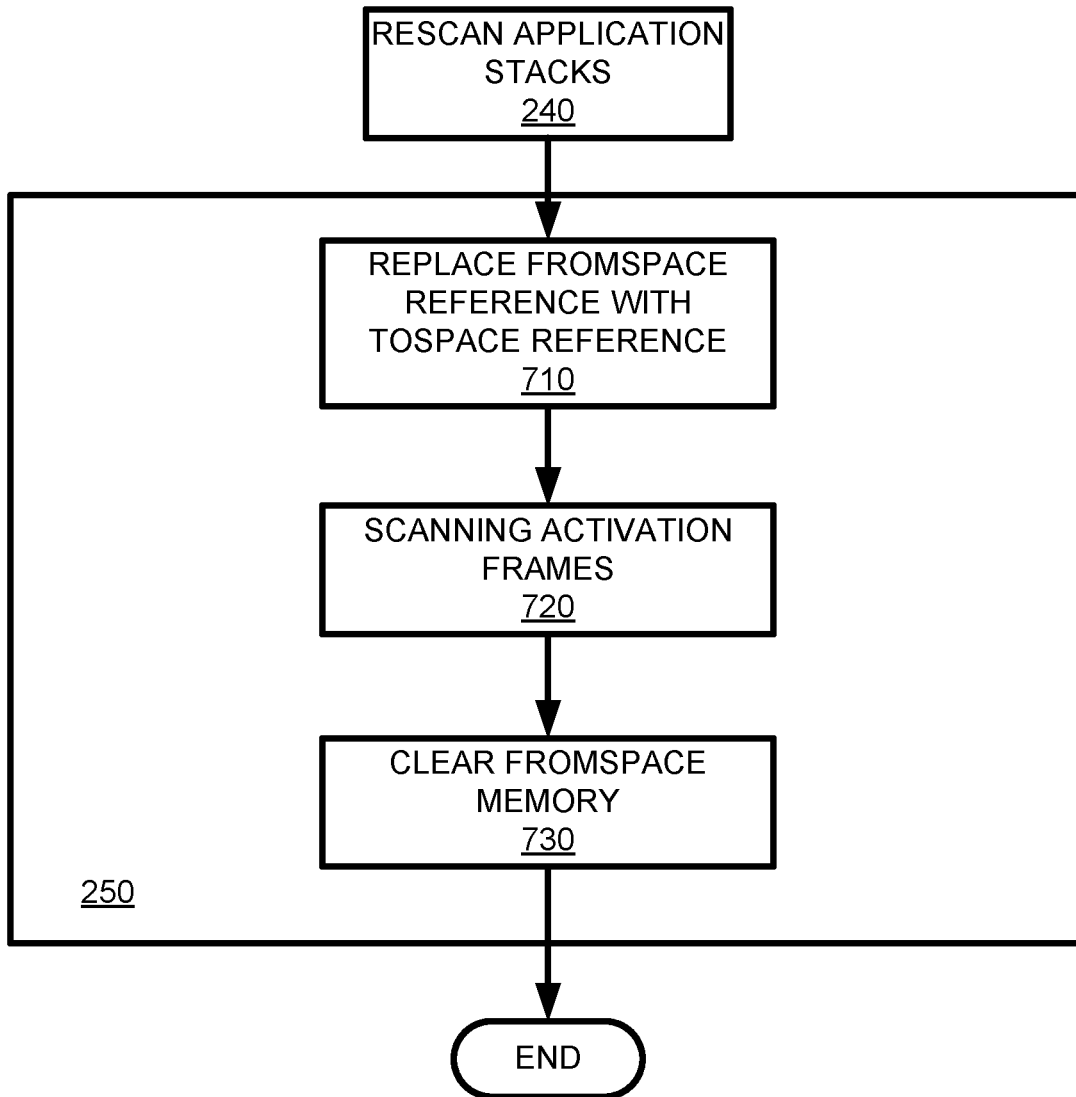 RESCAN APPLICATION
STACKS
240
REPLACE FROMSPACE
REFERENCE WITH
TOSPACE REFERENCE
710
SCANNING ACTIVATION
FRAMES
720
CLEAR FROMSPACE
MEMORY
730
250
END